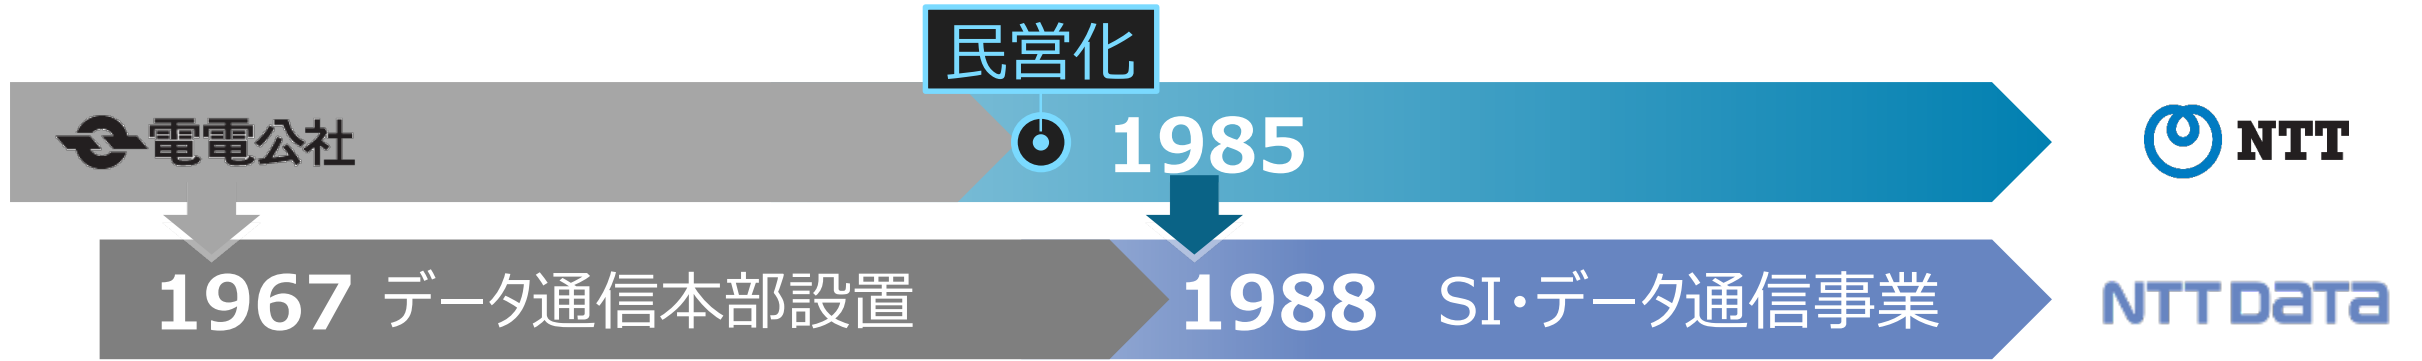 民営化
電電公社
1985
NTT
1967 データ通信本部設置
1988 SI・データ通信事業
NTT DATA